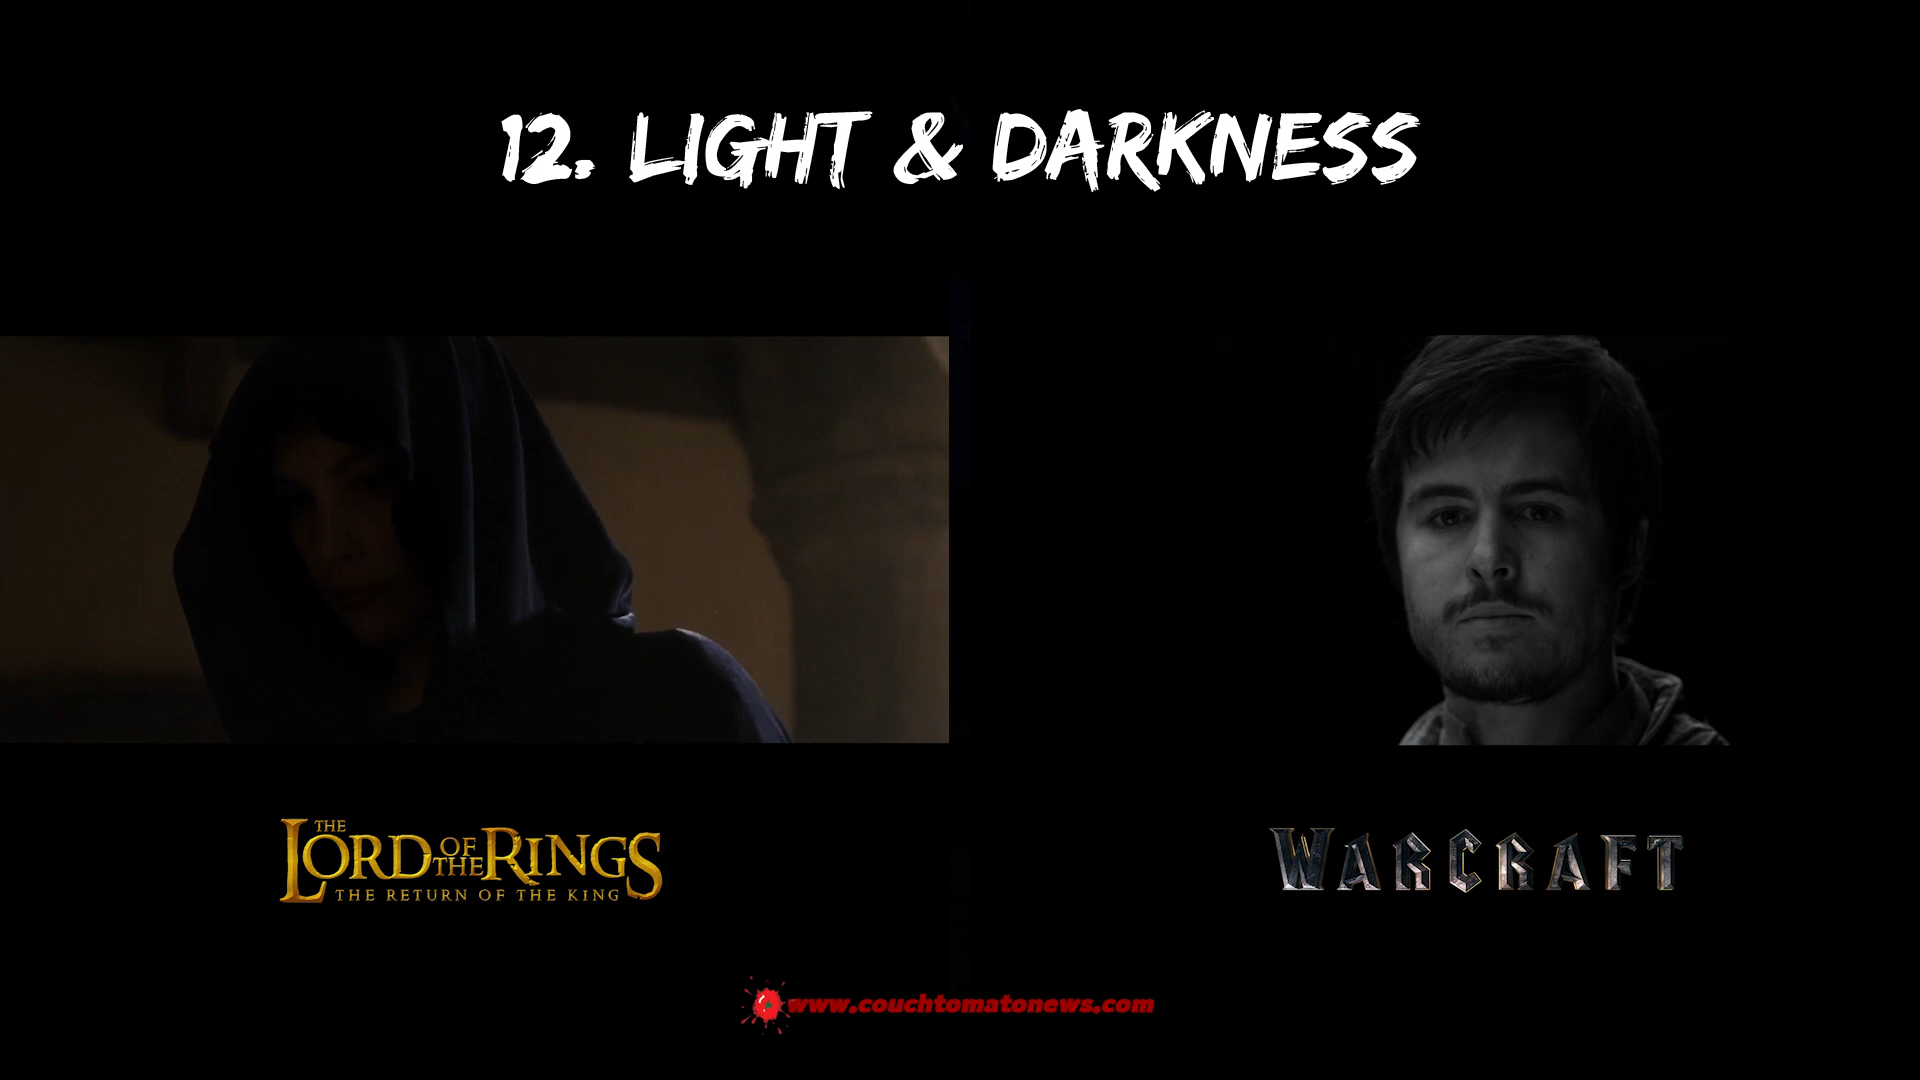 12. LIGHT & DARKNESS
THE LORD OF THE RINGS
THE RETURN OF THE KING
WARCRAFT
www.couchtomatonews.com